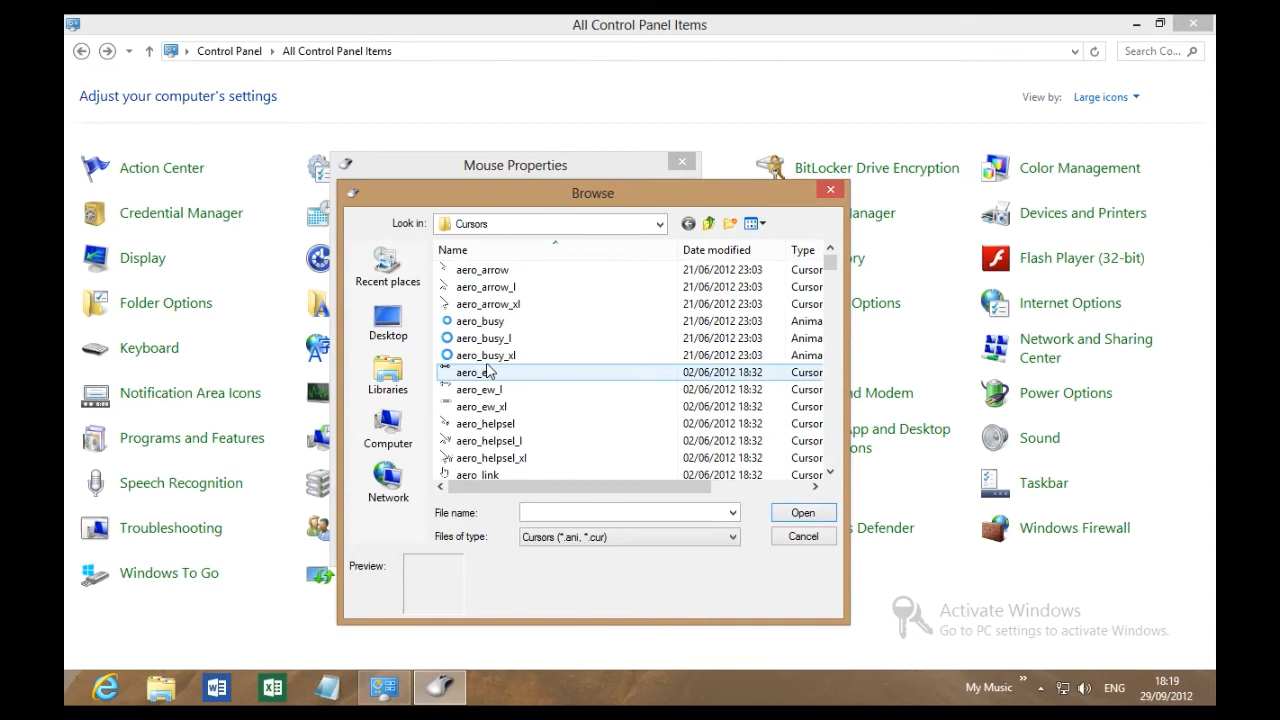 All Control Panel Items
Control Panel
All Control Panel Items
Search Co...
Adjust your computer's settings
View by:
Large icons
Action Center
Credential Manager
Display
Folder Options
Keyboard
Notification Area Icons
Programs and Features
Speech Recognition
Troubleshooting
Windows To Go
Mouse Properties
Browse
Look in:
Cursors
Recent places
Desktop
Libraries
Computer
Network
Name
Date modified
Type
aero_arrow
21/06/2012 23:03
Cursor
aero_arrow_l
21/06/2012 23:03
Cursor
aero_arrow_xl
21/06/2012 23:03
Cursor
aero_busy
21/06/2012 23:03
Anima
aero_busy_l
21/06/2012 23:03
Anima
aero_busy_xl
21/06/2012 23:03
Anima
02/06/2012 18:32
Cursor
aero_ew_l
02/06/2012 18:32
Cursor
aero_ew_xl
02/06/2012 18:32
Cursor
aero_helpsel
02/06/2012 18:32
Cursor
aero_helpsel_l
02/06/2012 18:32
Cursor
aero_helpsel_xl
02/06/2012 18:32
Cursor
aero_link
02/06/2012 18:32
Cursor
File name:
Open
Files of type:
Cursors (*.ani, *.cur)
Cancel
Preview:
BitLocker Drive Encryption
Manager
Options
and Modem
App and Desktop
Defender
Color Management
Devices and Printers
Flash Player (32-bit)
Internet Options
Network and Sharing
Center
Power Options
Sound
Taskbar
Windows Firewall
Activate Windows
Go to PC settings to activate Windows.
My Music
ENG
18:19
29/09/2012